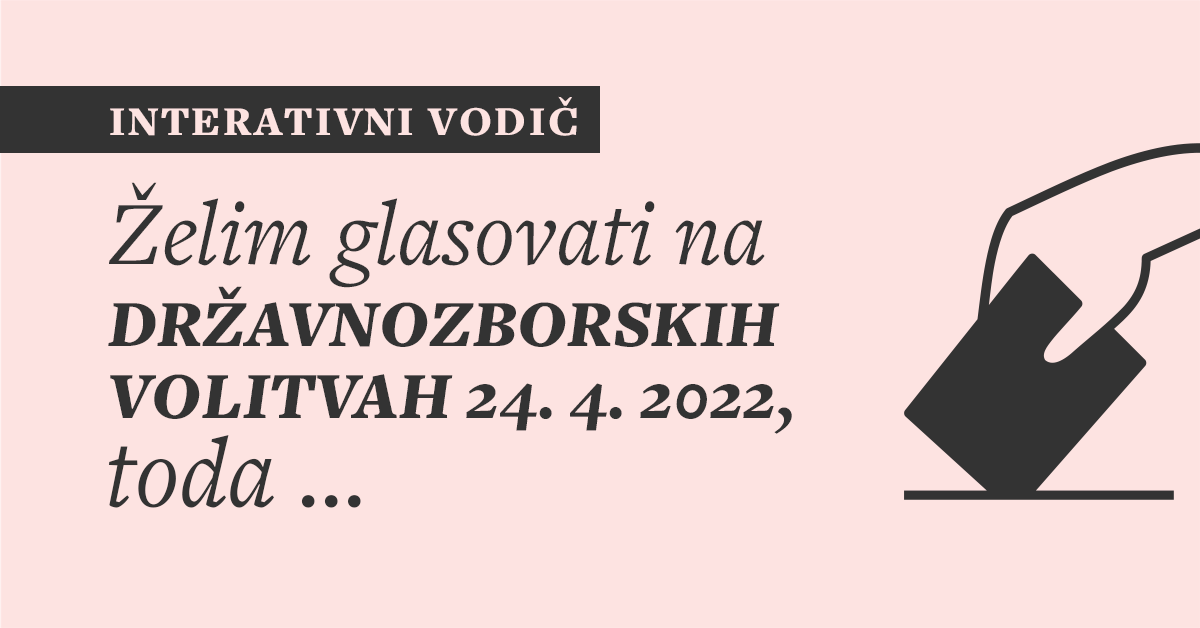 INTERATIVNI VODIČ
Želim glasovati na
DRŽAVNOZBORSKIH
VOLITVAH 24. 4. 2022,
toda ...